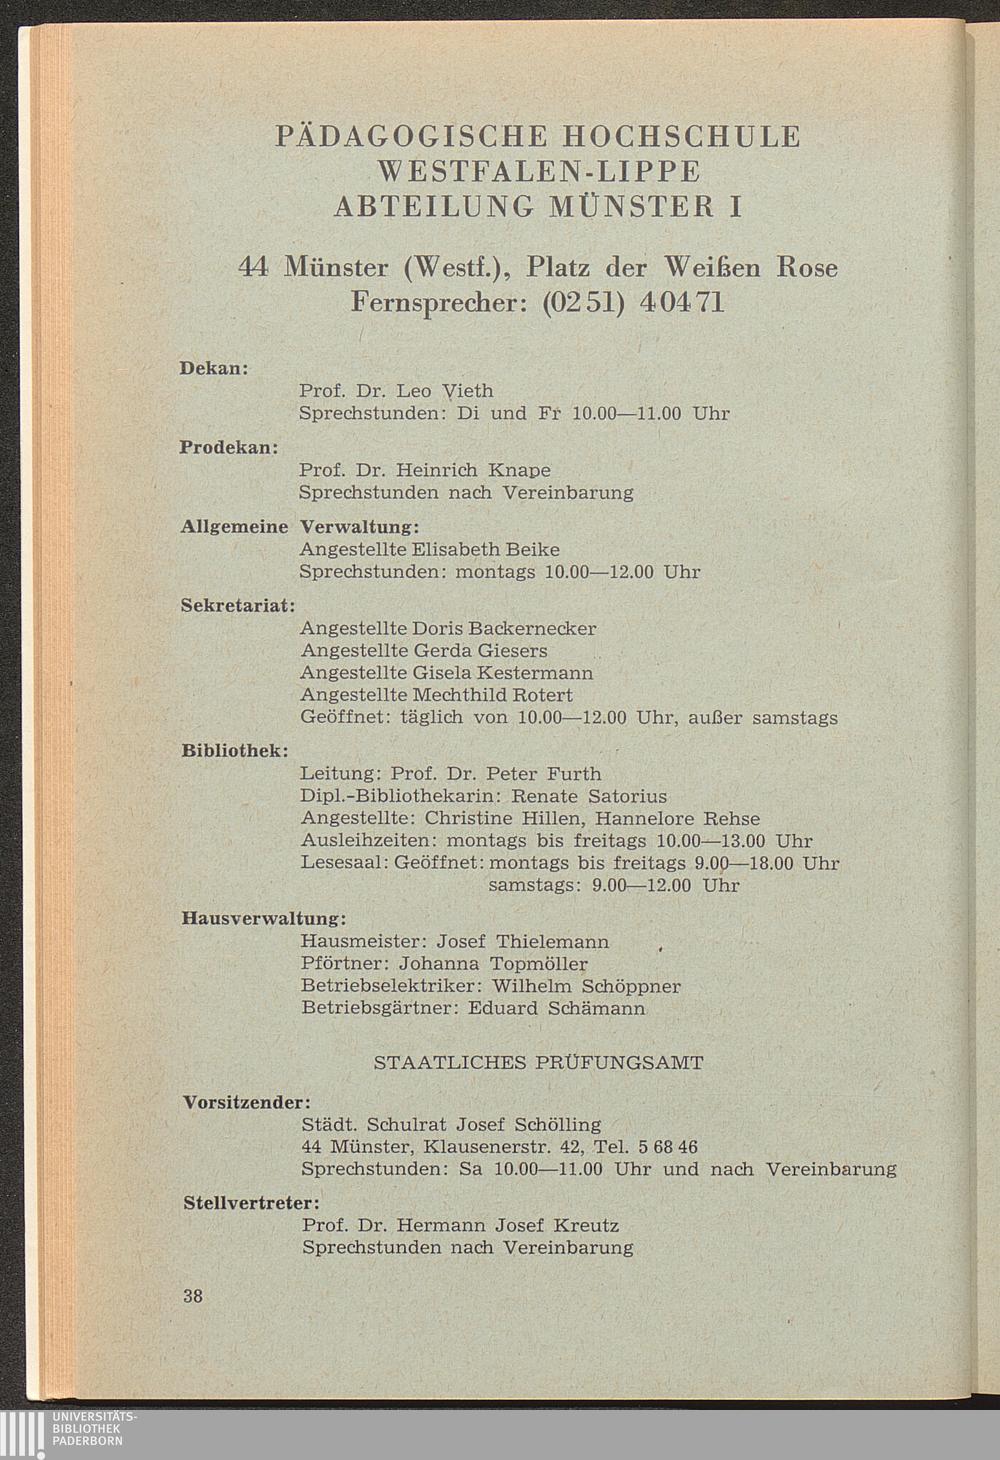 PÄDAGOGISCHE HOCHSCHULE
WESTFALEN-LIPPE
ABTEILUNG MÜNSTER I
44 Münster (Westf.), Platz der Weißen Rose
Fernsprecher: (02 51) 4 04 71
Dekan:
Prof. Dr. Leo Vieth
Sprechstunden: Di und Fr 10.00—11.00 Uhr
Prodekan:
Prof. Dr. Heinrich Knape
Sprechstunden nach Vereinbarung
Allgemeine Verwaltung:
Angestellte Elisabeth Beike
Sprechstunden: montags 10.00—12.00 Uhr
Sekretariat:
Angestellte Doris Backernecker
Angestellte Gerda Giesers
Angestellte Gisela Kestermann
Angestellte Mechthild Rotert
Geöffnet: täglich von 10.00—12.00 Uhr, außer samstags
Bibliothek:
Leitung: Prof. Dr. Peter Furth
Dipl.-Bibliothekarin: Renate Satorius
Angestellte: Christine Hillen, Hannelore Rehse
Ausleihzeiten: montags bis freitags 10.00—13.00 Uhr
Lesesaal: Geöffnet: montags bis freitags 9.00—18.00 Uhr
samstags: 9.00—12.00 Uhr
Hausverwaltung:
Hausmeister: Josef Thielemann
Pförtner: Johanna Topmöller
Betriebselektriker: Wilhelm Schöppner
Betriebsgärtner: Eduard Schämann
STAATLICHES PRÜFUNGSAMT
Vorsitzender:
Städt. Schulrat Josef Schölling
44 Münster, Klausenerstr. 42, Tel. 5 68 46
Sprechstunden: Sa 10.00—11.00 Uhr und nach Vereinbarung
Stellvertreter:
Prof. Dr. Hermann Josef Kreutz
Sprechstunden nach Vereinbarung
38
UNIVERSITÄTS-
BIBLIOTHEK
PADERBORN